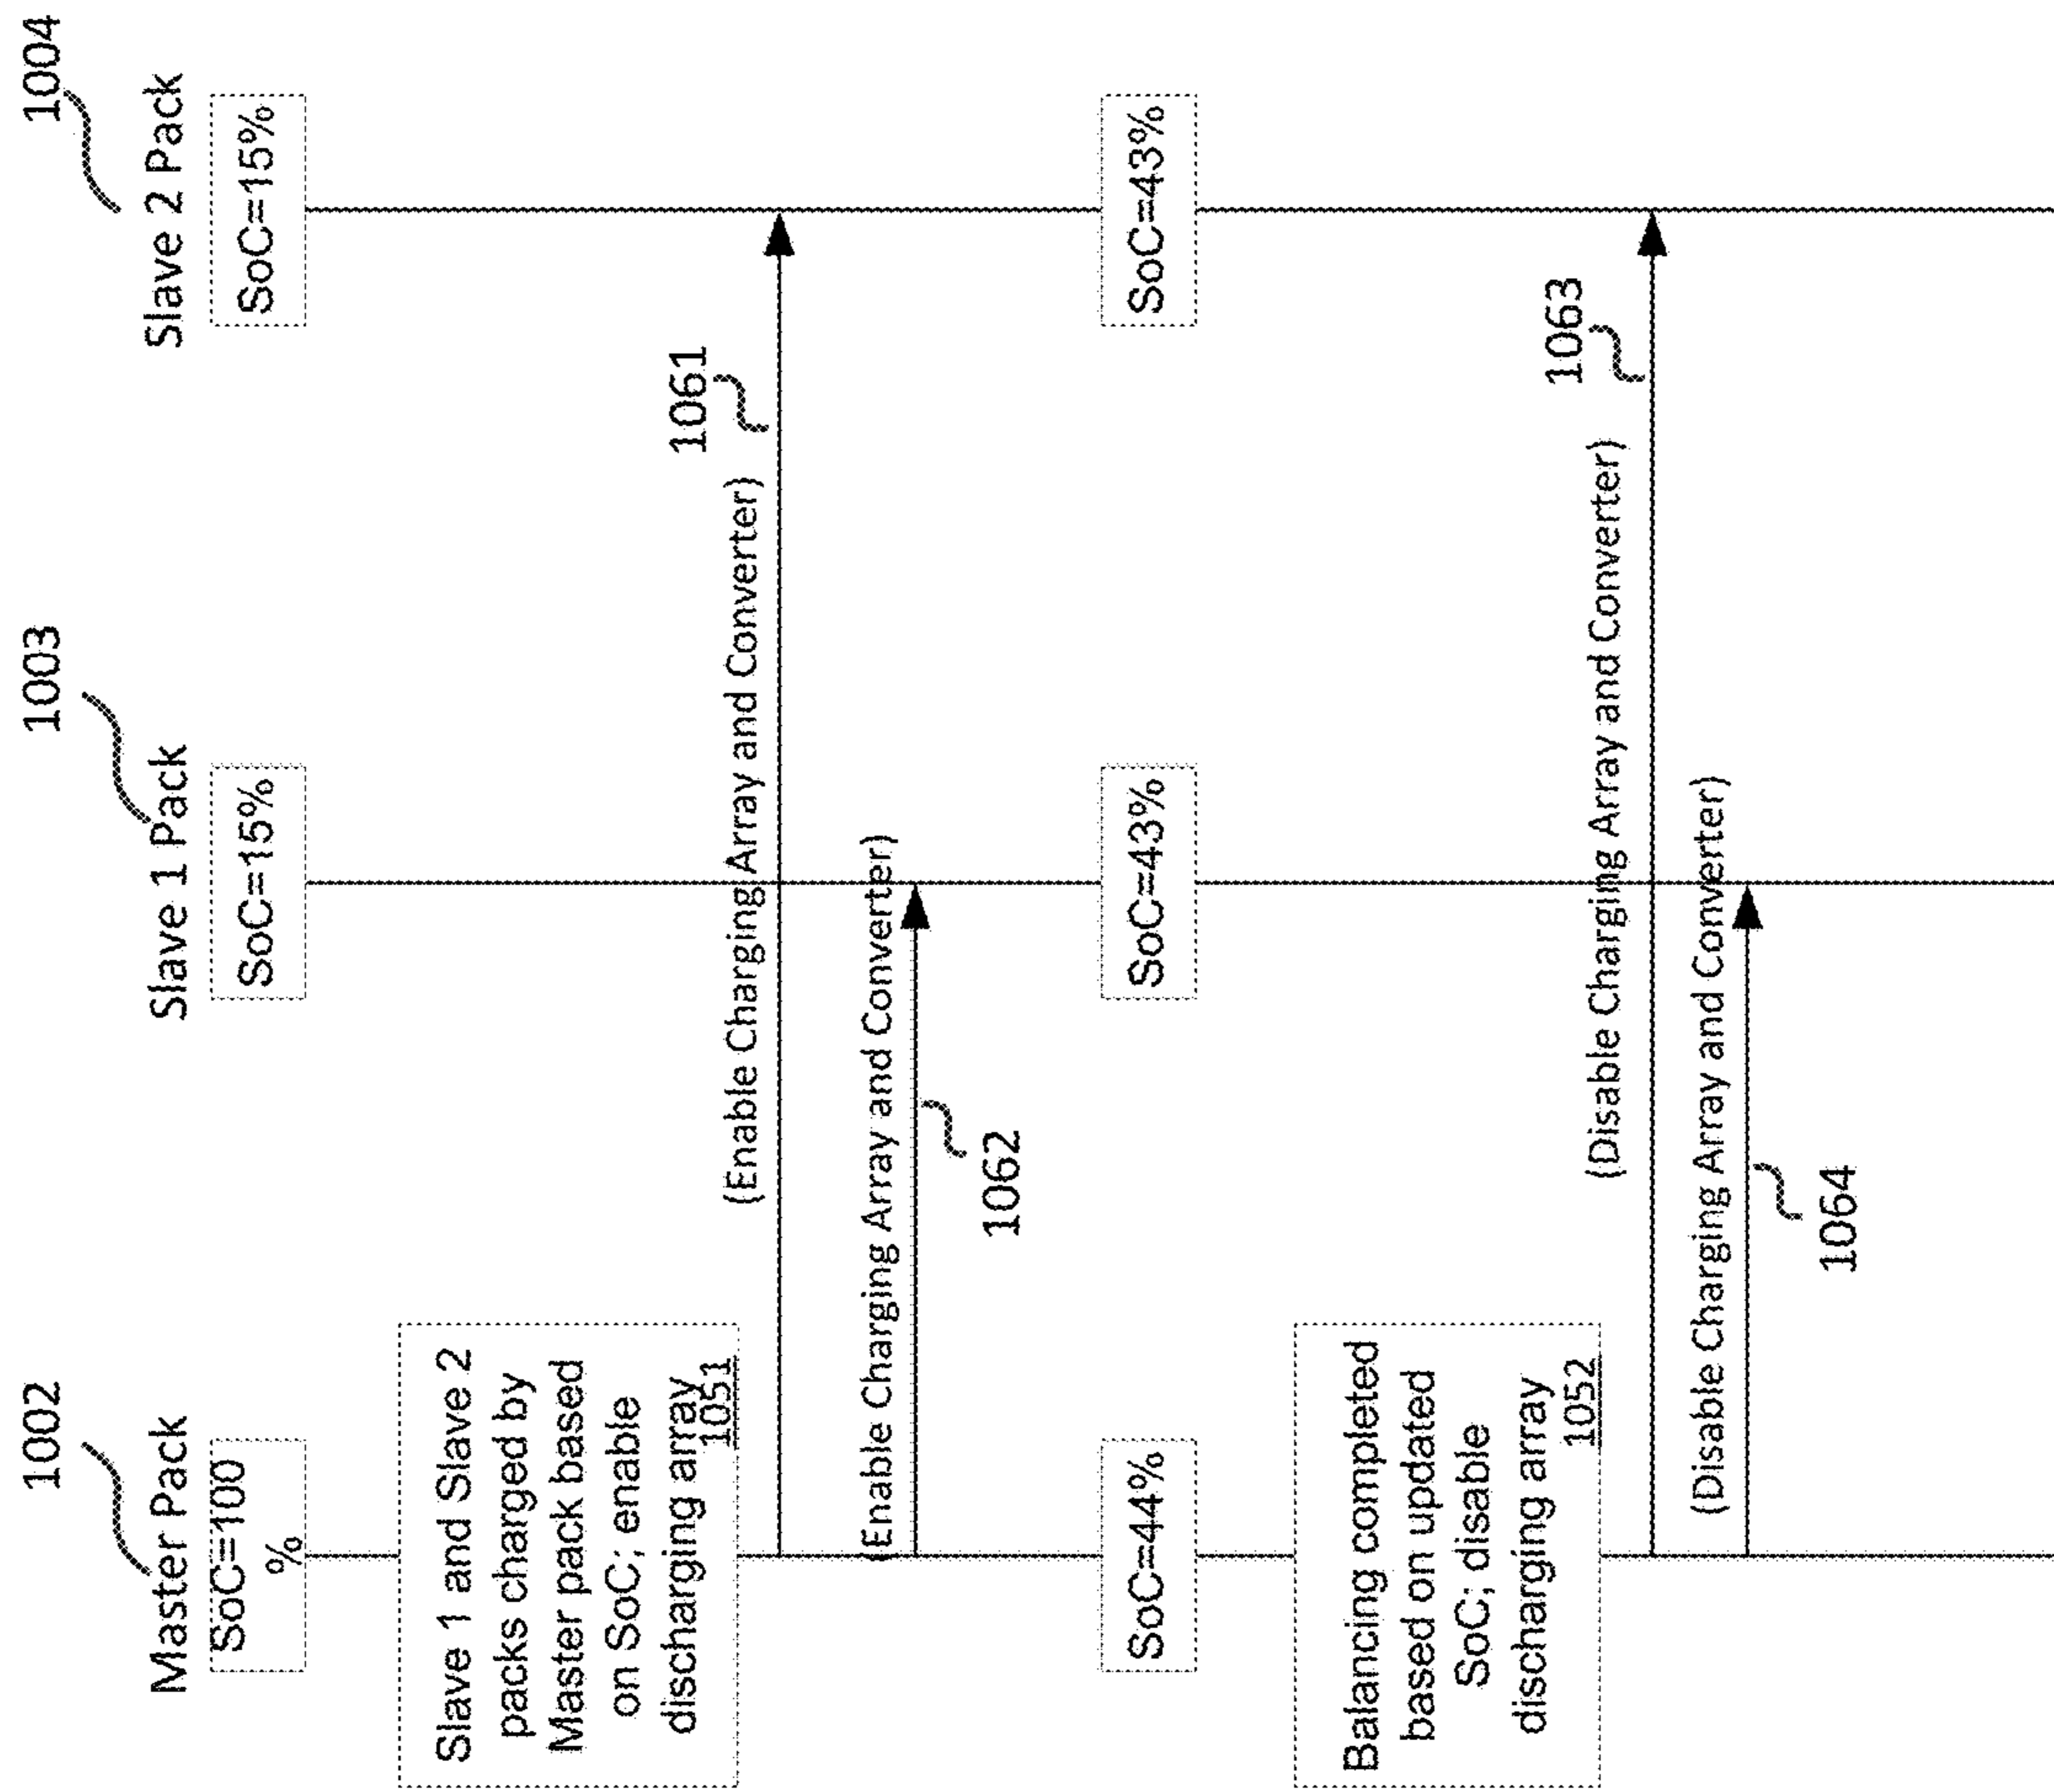 1002
1003
1004
Master Pack
Slave 1 Pack
Slave 2 Pack
SoC=100
%
SoC=15%
SoC=15%
Slave 1 and Slave 2
packs charged by
Master pack based
on SoC; enable
discharging array
1051
(Enable Charging Array and Converter)
1061
(Enable Charging Array and Converter)
1062
SoC=44%
SoC=43%
SoC=43%
Balancing completed
based on updated
SoC; disable
discharging array
1052
(Disable Charging Array and Converter)
1063
(Disable Charging Array and Converter)
1064